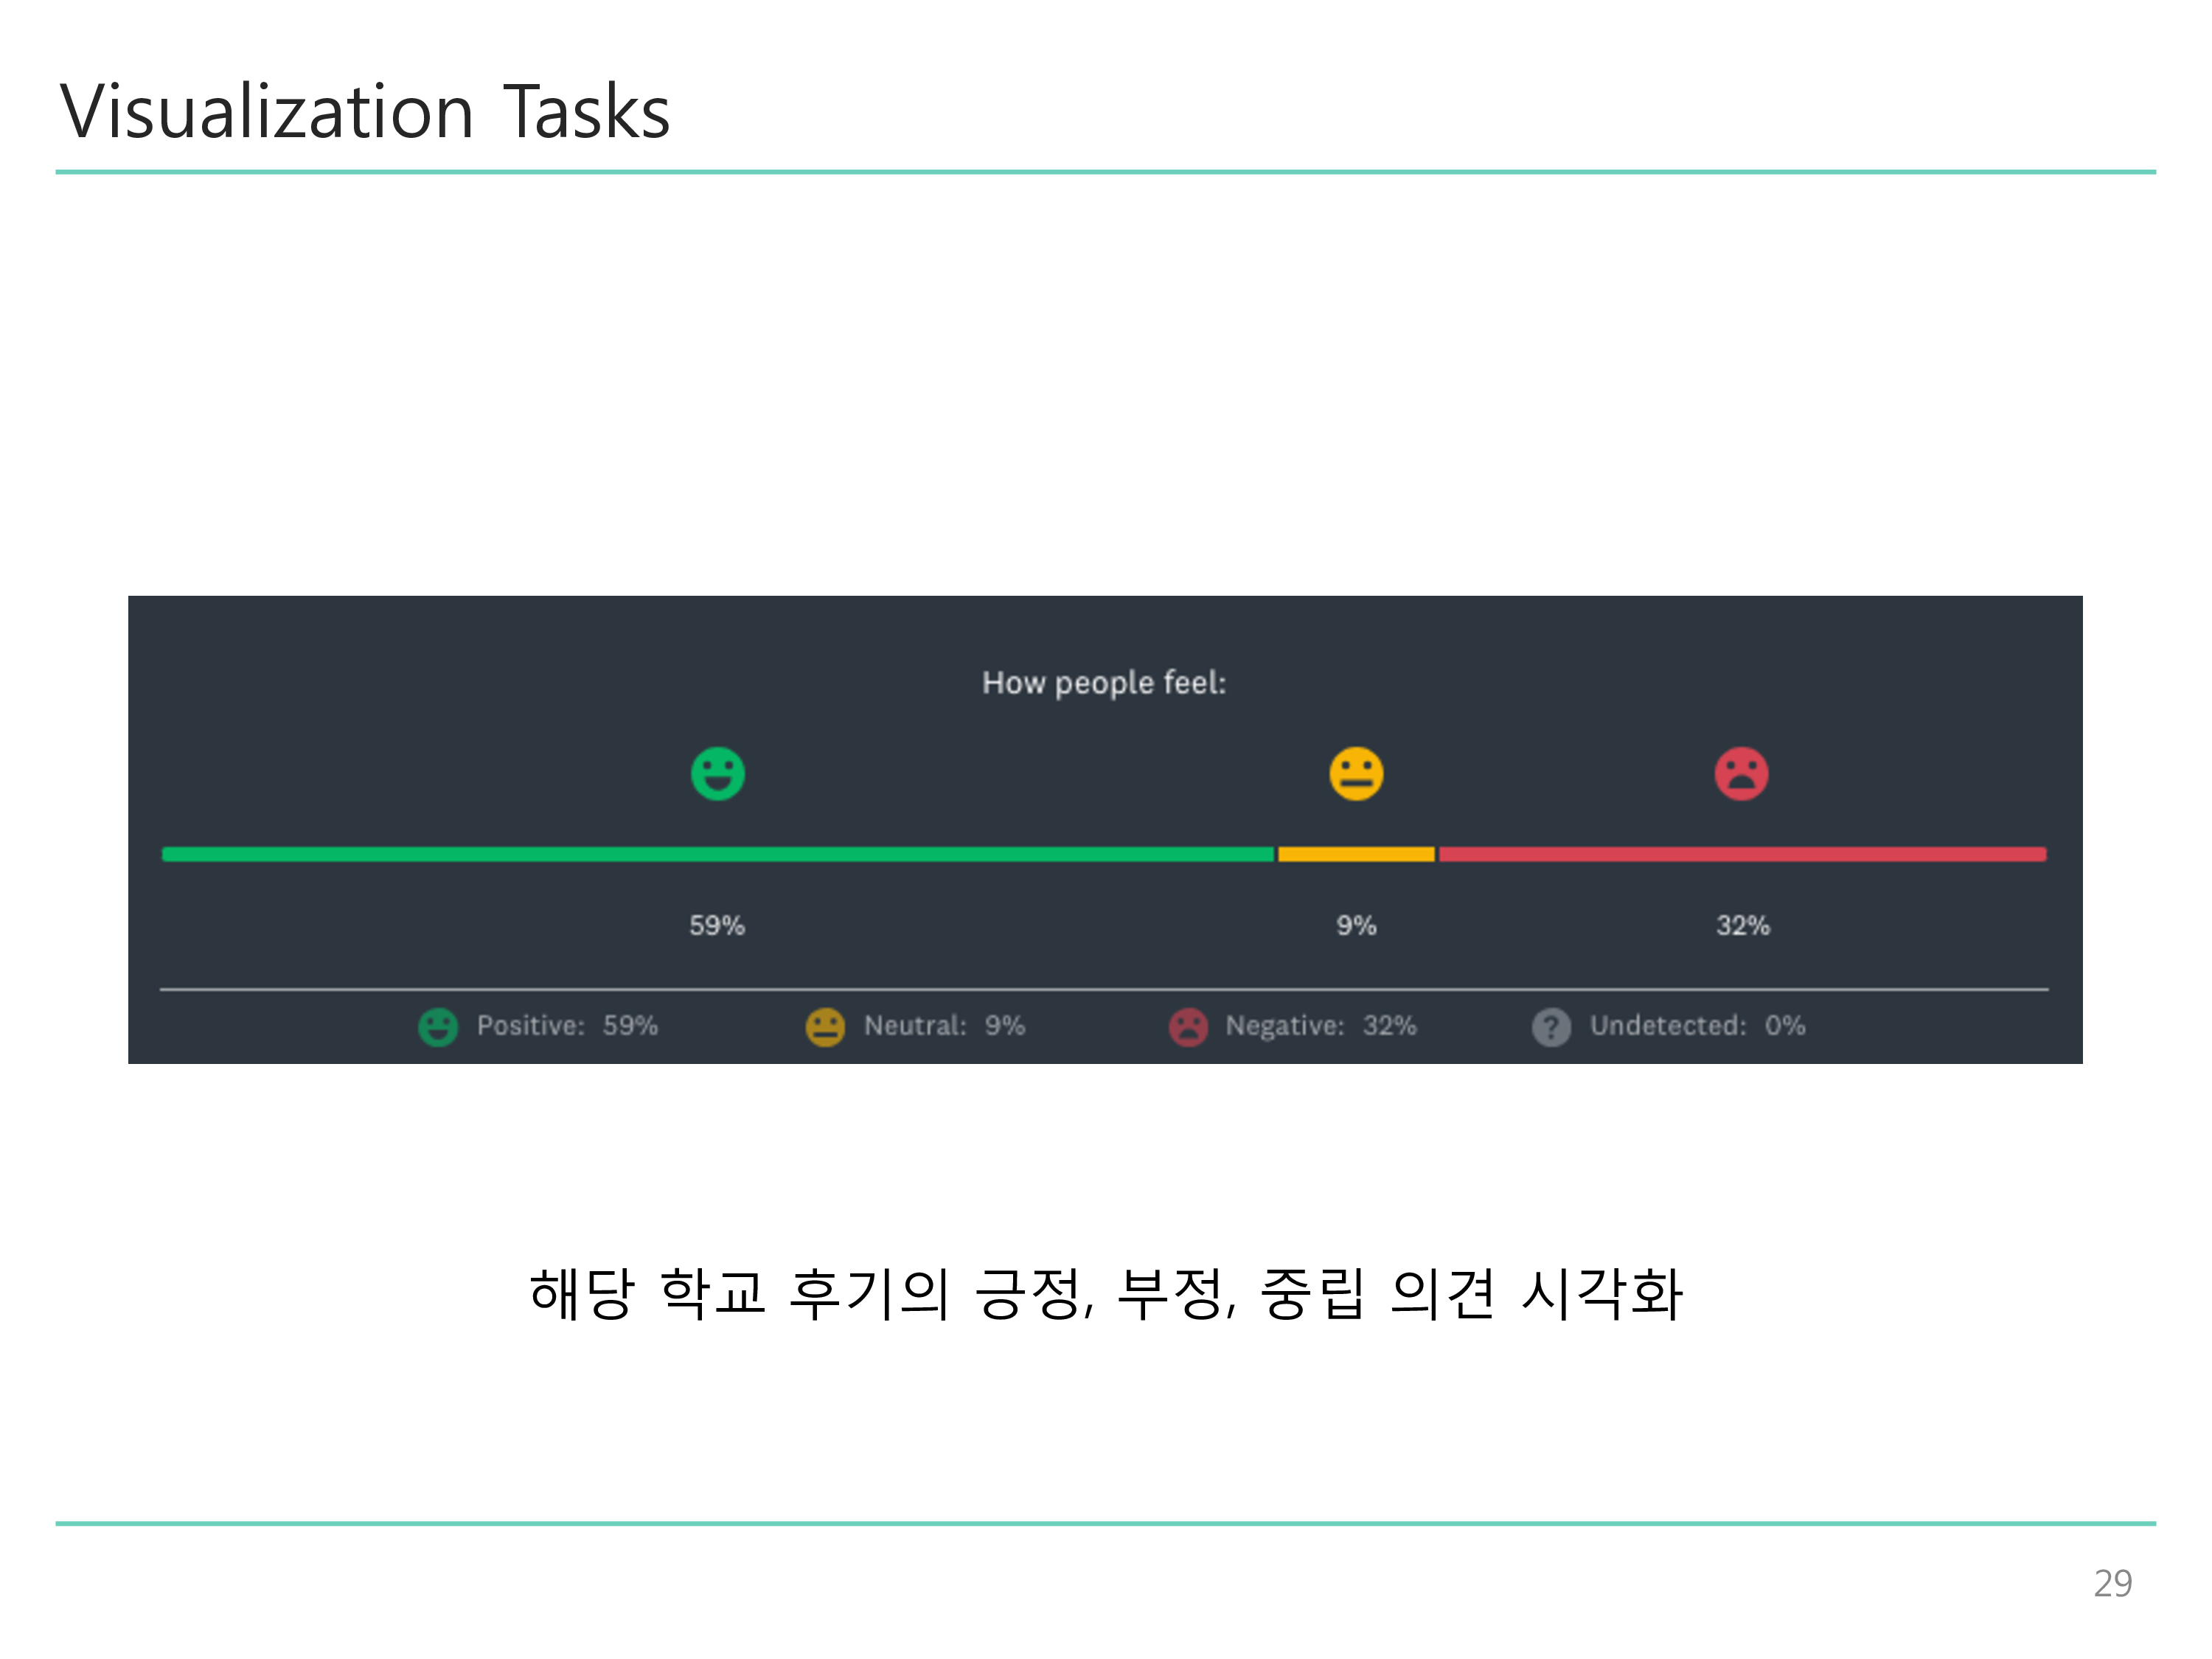 Visualization Tasks
How people feel:
59% 9% 32%
Positive: 59% Neutral: 9% Negative: 32% ? Undetected: 0%
해당 학교 후기의 긍정, 부정, 중립 의견 시각화
29